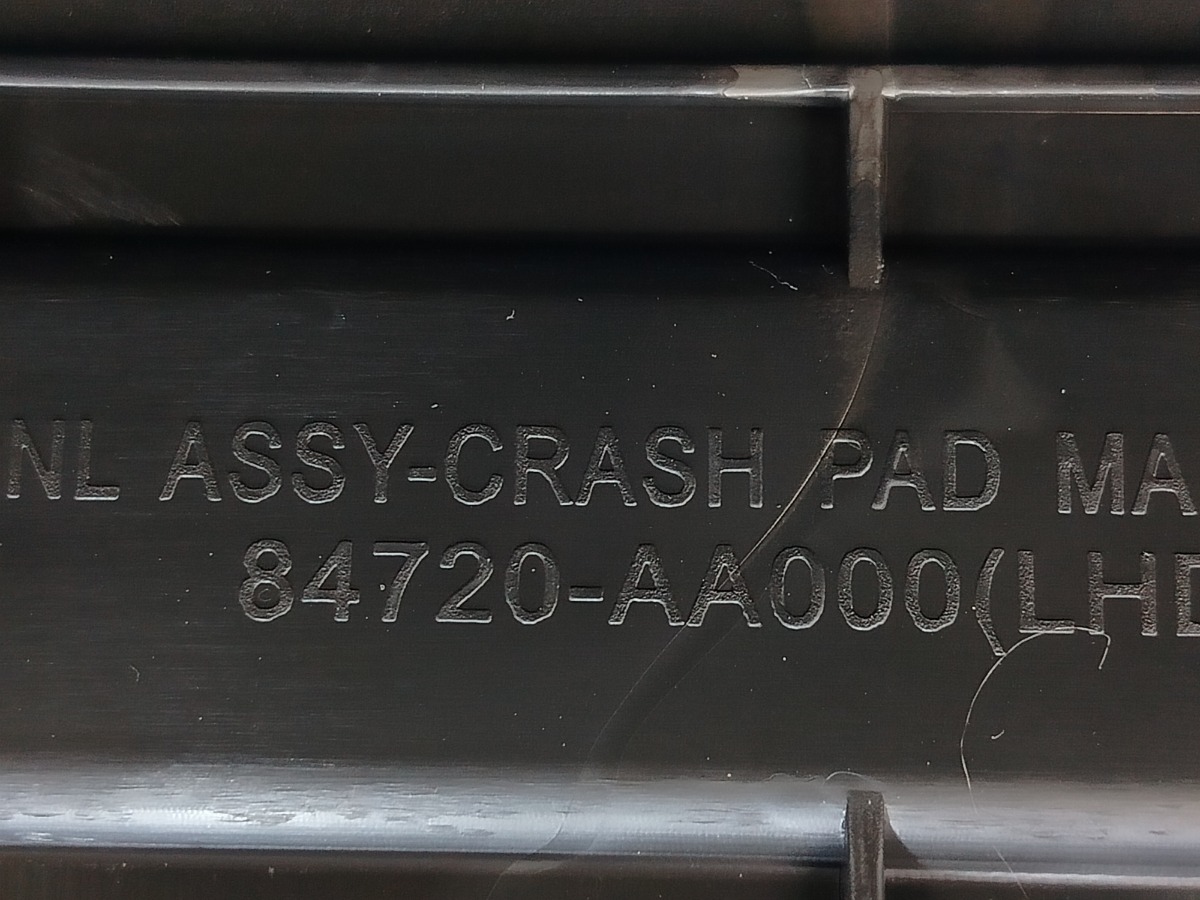 NL ASSY-CRASH PAD MA
84720-AA000(LHD